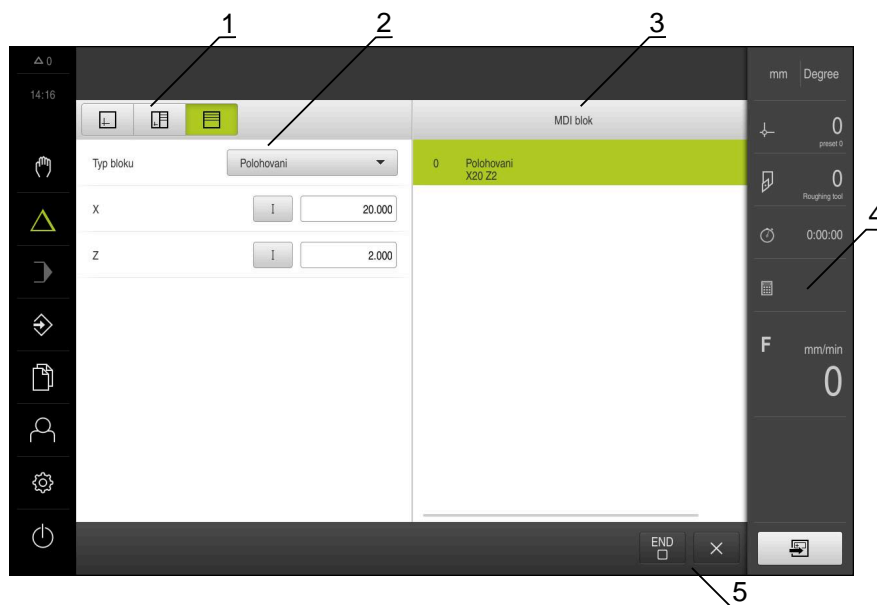 1
2
3
0
mm Degree
14:16
MDI blok
0
preset 0
Typ bloku
Polohovani
0 Polohovani
X20 Z2
0
Roughing tool
4
X
I
20.000
0:00:00
Z
I
2.000
F mm/min
0
END
5